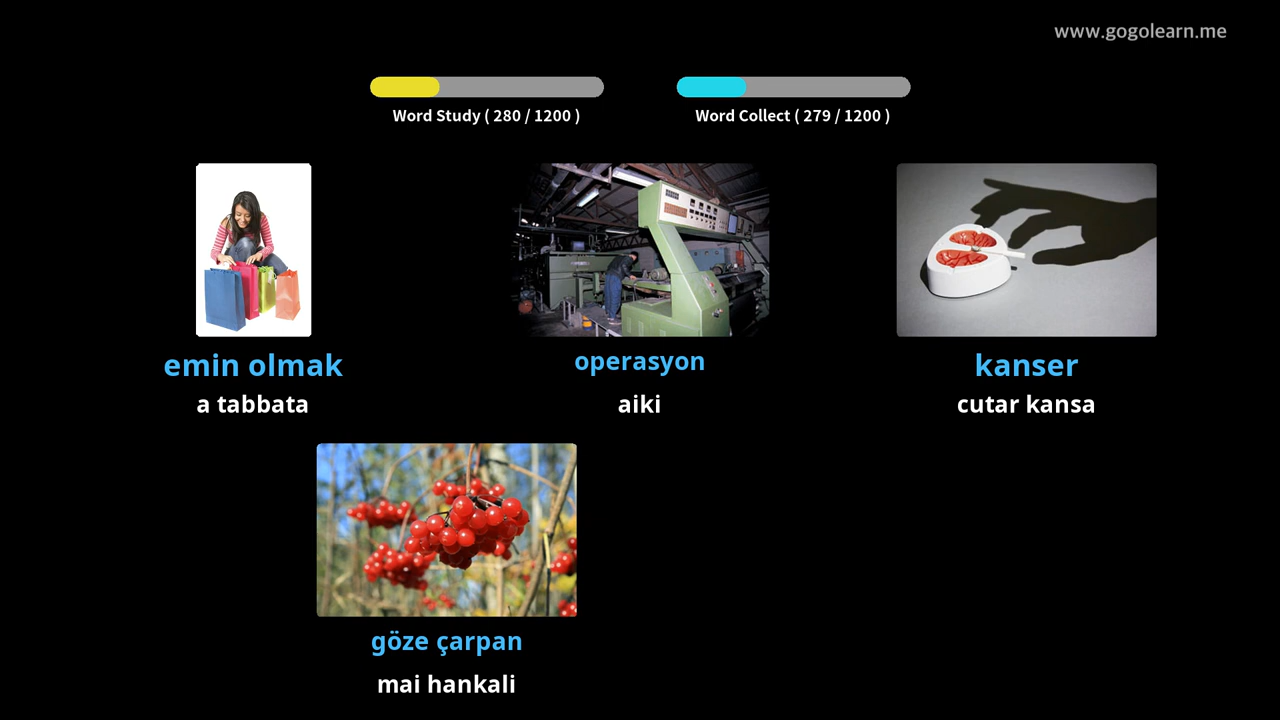 www.gogolearn.me
Word Study ( 280 / 1200 )
Word Collect ( 279 / 1200 )
emin olmak
a tabbata
operasyon
aiki
kanser
cutar kansa
göze çarpan
mai hankali